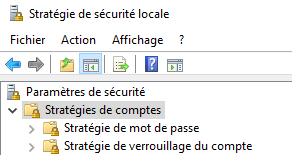 Stratégie de sécurité locale
Fichier Action Affichage ?
Paramètres de sécurité
Stratégies de comptes
Stratégie de mot de passe
Stratégie de verrouillage du compte